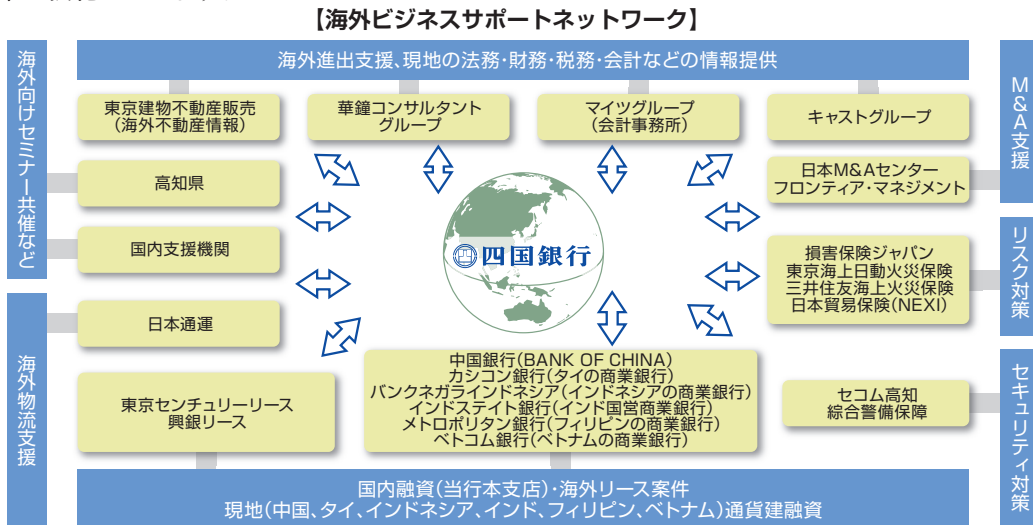 【海外ビジネスサポートネットワーク】
海外進出支援、現地の法務・財務・税務・会計などの情報提供
海外向けセミナー共催など
東京建物不動産販売
(海外不動産情報)
華鐘コンサルタント
グループ
マイツグループ
(会計事務所)
キャストグループ
M&A支援
高知県
日本M&Aセンター
フロンティア・マネジメント
国内支援機関
四国銀行
損害保険ジャパン
東京海上日動火災保険
三井住友海上火災保険
日本貿易保険(NEXI)
リスク対策
日本通運
海外物流支援
東京センチュリーリース
興銀リース
中国銀行(BANK OF CHINA)
カシコン銀行(タイの商業銀行)
バンクネガラインドネシア(インドネシアの商業銀行)
インドステイト銀行(インド国営商業銀行)
メトロポリタン銀行(フィリピンの商業銀行)
ベトコム銀行(ベトナムの商業銀行)
セコム高知
綜合警備保障
セキュリティ対策
国内融資(当行本支店)・海外リース案件
現地(中国、タイ、インドネシア、インド、フィリピン、ベトナム)通貨建融資